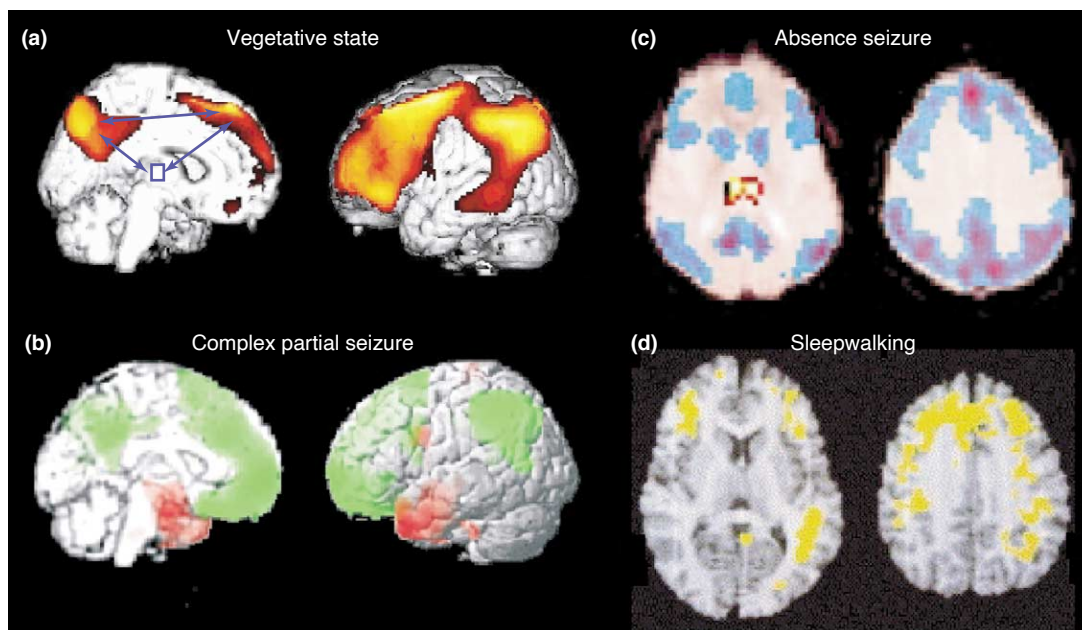 (a) Vegetative state
(c) Absence seizure
(b) Complex partial seizure
(d) Sleepwalking